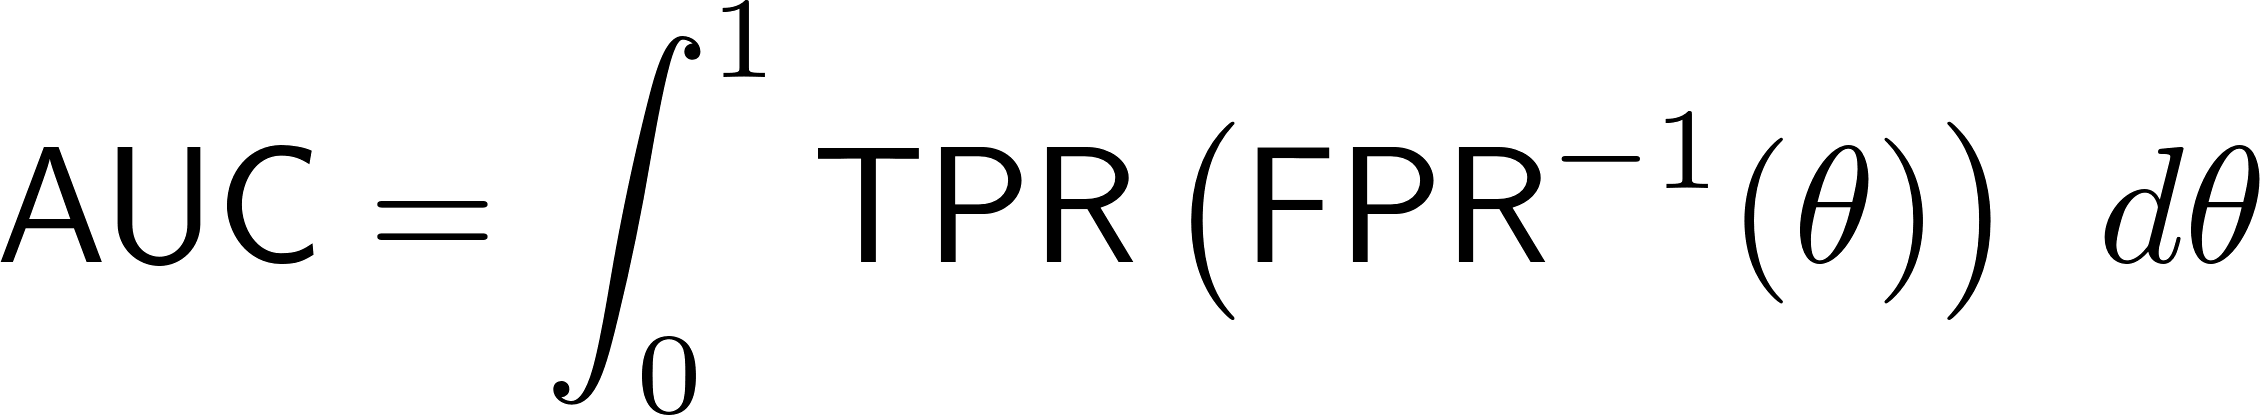 AUC = ∫₀¹ TPR (FPR⁻¹(θ)) dθ